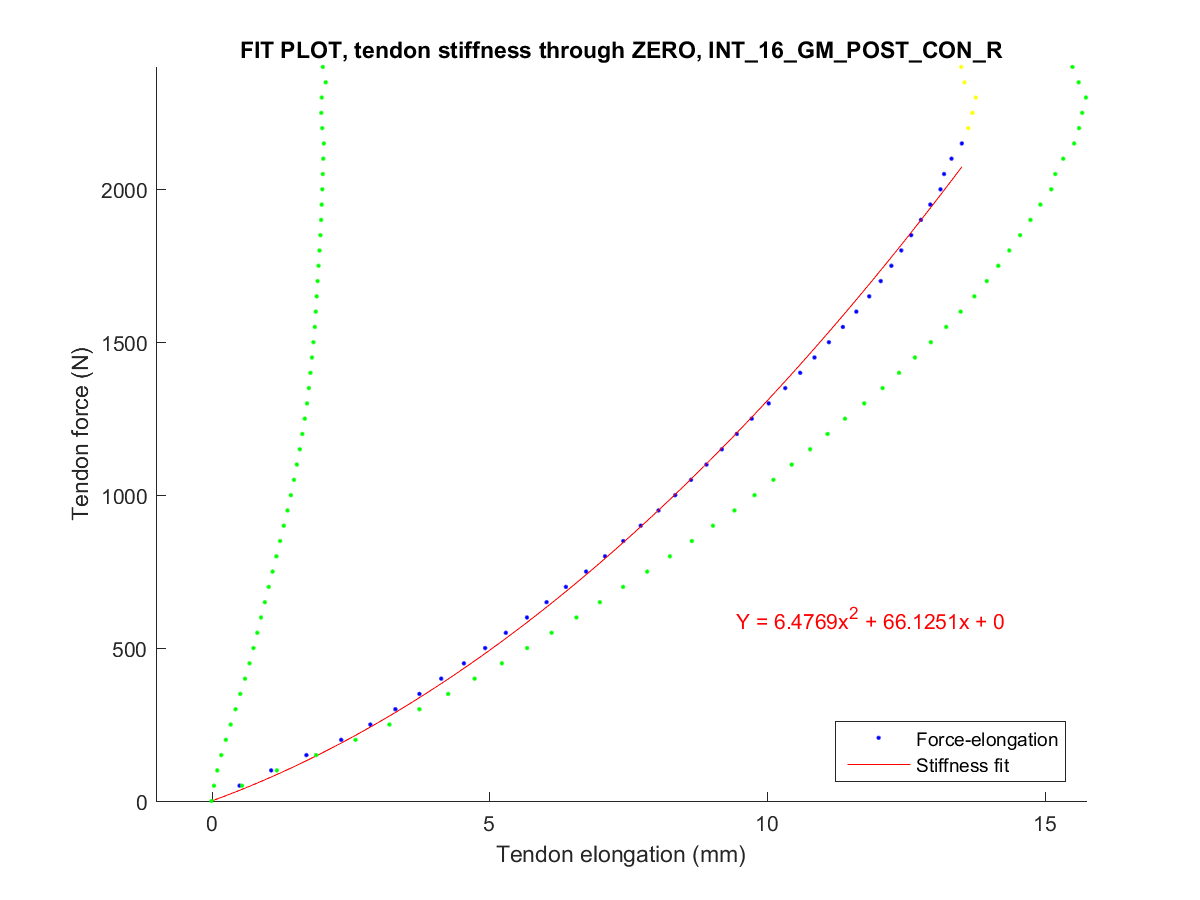 FIT PLOT, tendon stiffness through ZERO, INT_16_GM_POST_CON_R
2000
1500
1000
500
0
Tendon force (N)
Y = 6.4769x² + 66.1251x + 0
Force-elongation
Stiffness fit
0 5 10 15
Tendon elongation (mm)